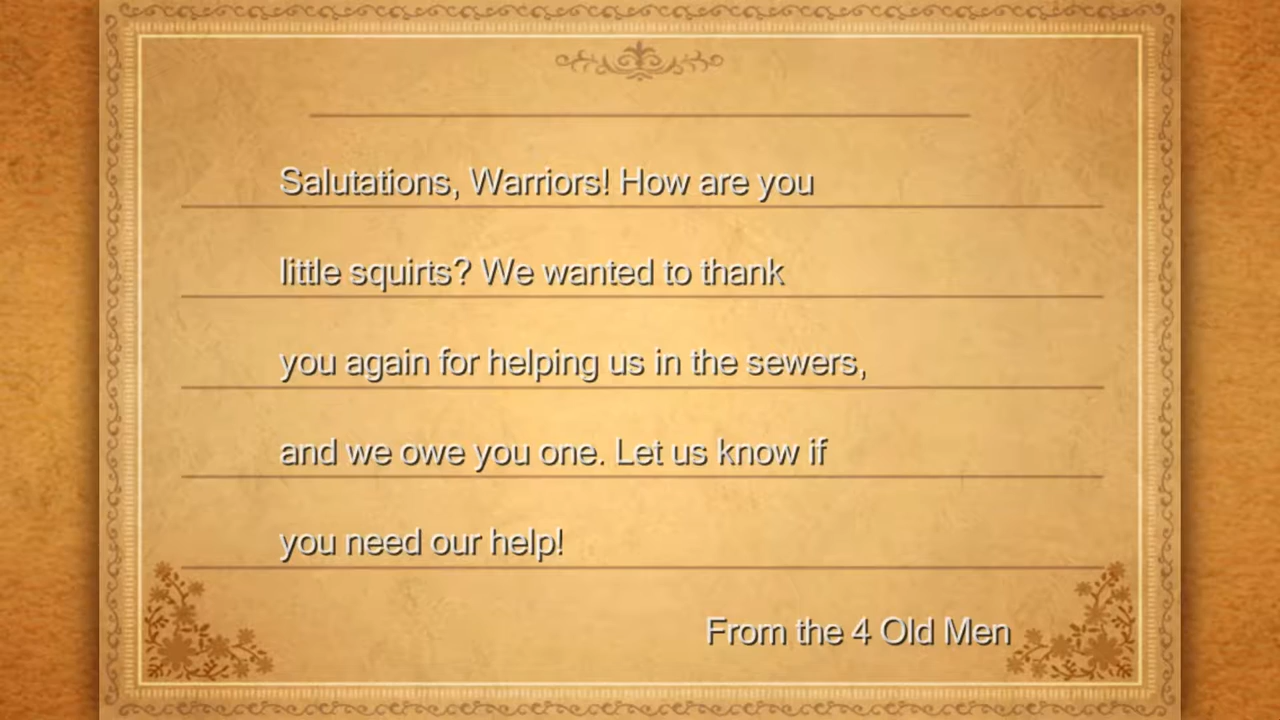 Salutations, Warriors! How are you
little squirts? We wanted to thank
you again for helping us in the sewers,
and we owe you one. Let us know if
you need our help!
From the 4 Old Men